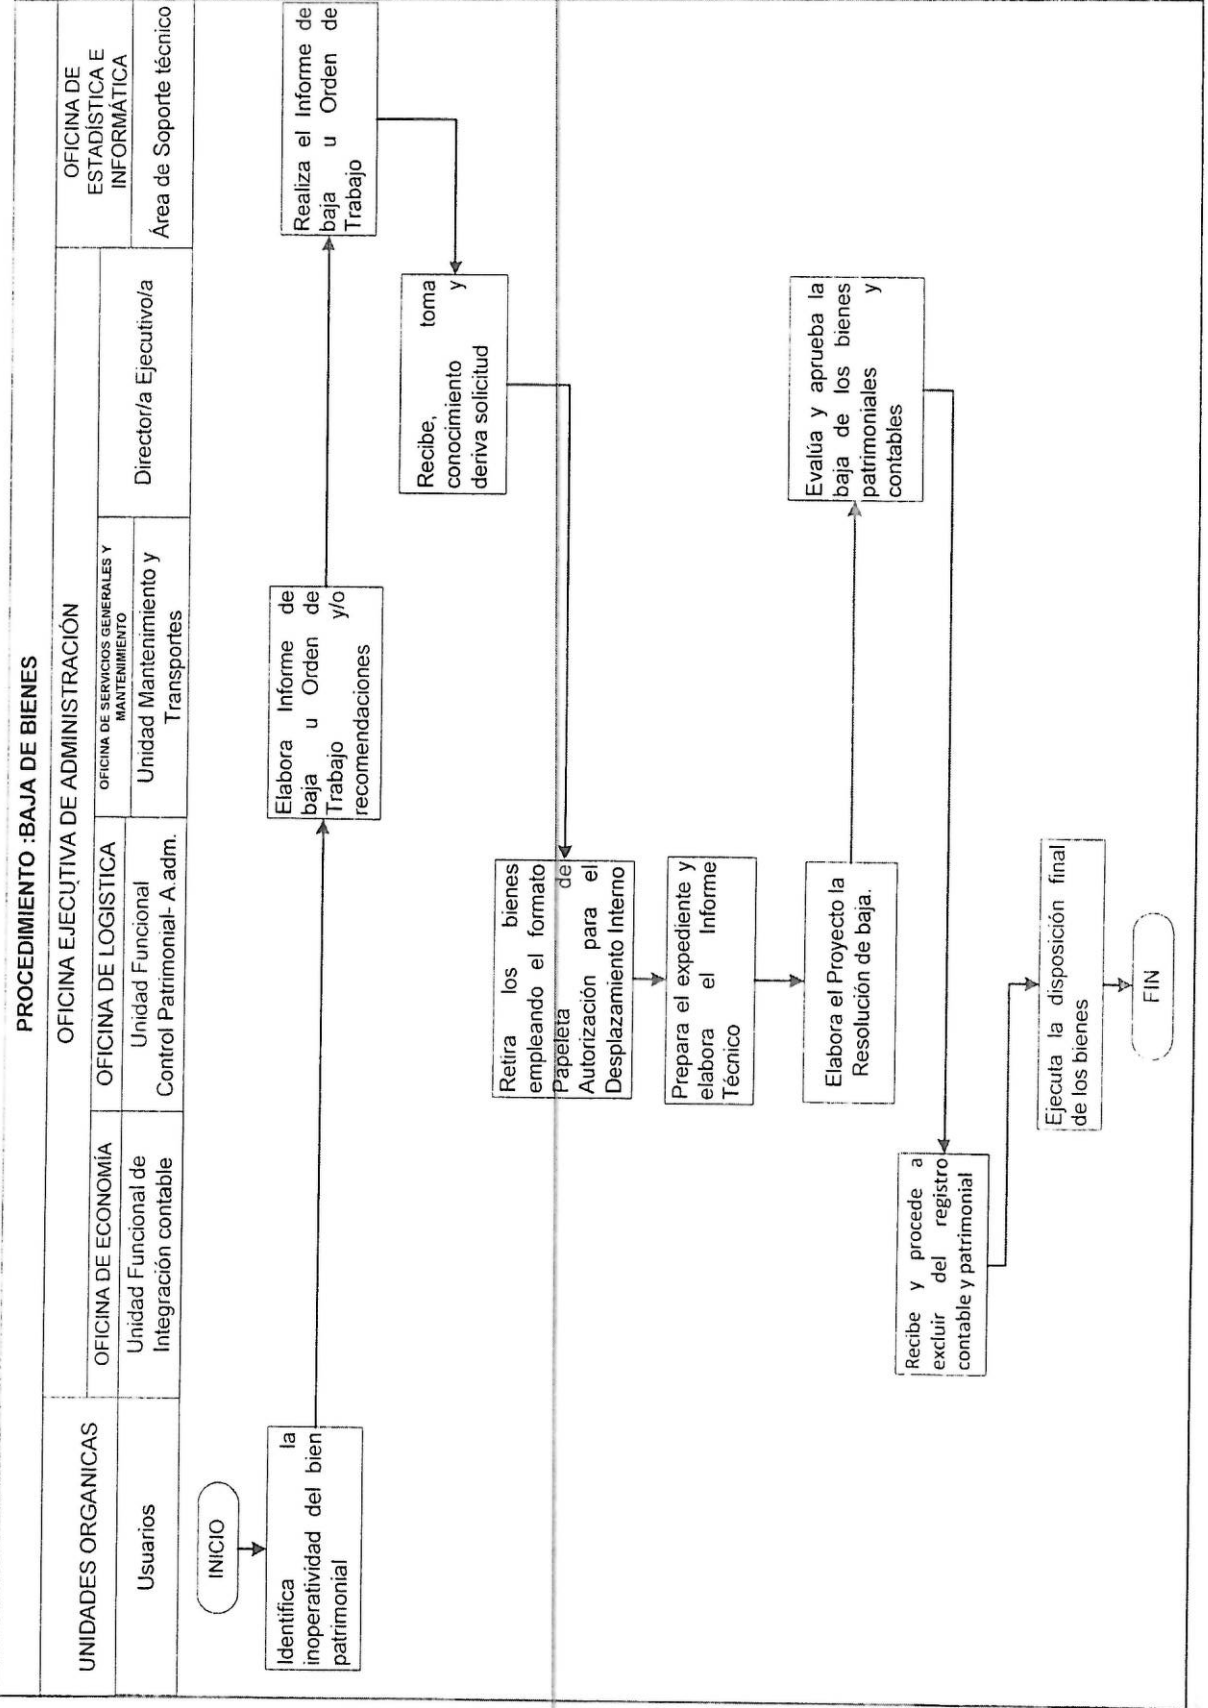 PROCEDIMIENTO :BAJA DE BIENES
UNIDADES ORGANICAS
OFICINA EJECUTIVA DE ADMINISTRACIÓN
OFICINA DE
ESTADÍSTICA E
INFORMÁTICA
OFICINA DE ECONOMÍA
OFICINA DE LOGISTICA
OFICINA DE SERVICIOS GENERALES Y
MANTENIMIENTO
Director/a Ejecutivo/a
Usuarios
Unidad Funcional de
Integración contable
Unidad Funcional
Control Patrimonial- A.adm.
Unidad Mantenimiento y
Transportes
Área de Soporte técnico
INICIO
Identifica la
inoperatividad del bien
patrimonial
Elabora Informe de
baja u Orden de
Trabajo y/o
recomendaciones
Realiza el Informe de
baja u Orden de
Trabajo
Recibe, toma
conocimiento y
deriva solicitud
Retira los bienes
empleando el formato
Papeleta de
Autorización para el
Desplazamiento Interno
Prepara el expediente y
elabora el Informe
Técnico
Elabora el Proyecto la
Resolución de baja.
Evalúa y aprueba la
baja de los bienes
patrimoniales y
contables
Recibe y procede a
excluir del registro
contable y patrimonial
Ejecuta la disposición final
de los bienes
FIN